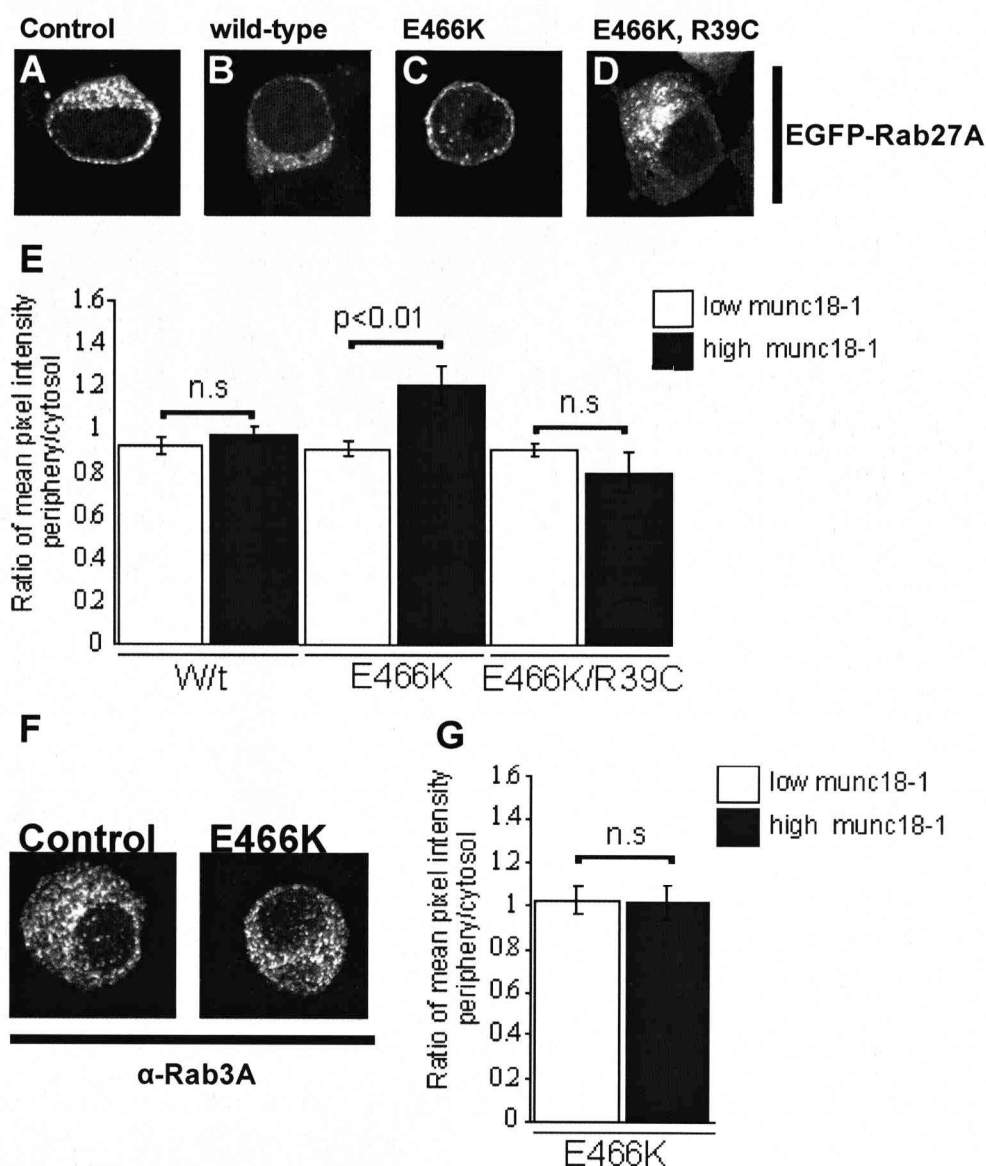 Control wild-type E466K E466K, R39C
A B C D
EGFP-Rab27A
E
Ratio of mean pixel intensity
periphery/cytosol
1.6
1.4
1.2
1
0.8
0.6
0.4
0.2
0
n.s
p<0.01
n.s
low munc18-1
high munc18-1
W/t E466K E466K/R39C
F
Control E466K
α-Rab3A
G
Ratio of mean pixel intensity
periphery/cytosol
1.6
1.4
1.2
1
0.8
0.6
0.4
0.2
0
n.s
low munc18-1
high munc18-1
E466K